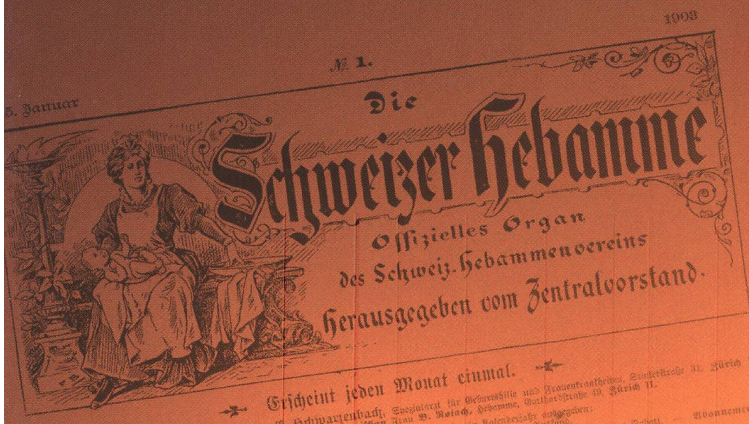 1903
№ 1.
5. Januar
Die
Schweizer Hebamme
Offizielles Organ
des Schweiz. Hebammenvereins
Herausgegeben vom Zentralvorstand.
Erscheint jeden Monat einmal.
Schwarzenbach, Spezialarzt für Geburtshilfe und Frauenkrankheiten, Zürich
Frau B. Rotach, Hebamme, Gotthardstraße 49, Zürich II.